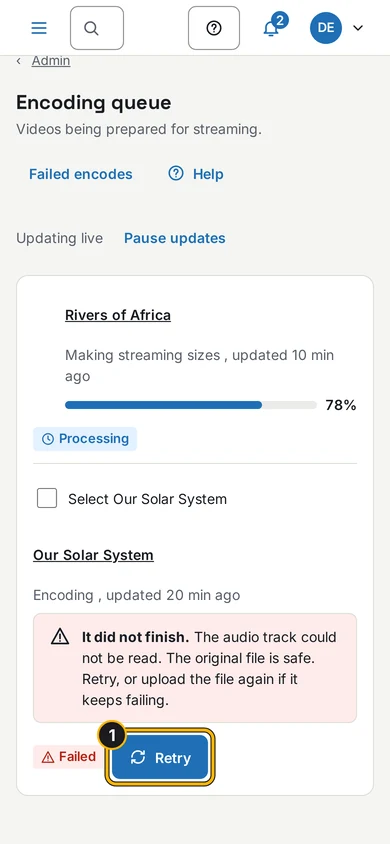 2
DE
‹ Admin
Encoding queue
Videos being prepared for streaming.
Failed encodes
Help
Updating live
Pause updates
Rivers of Africa
Making streaming sizes , updated 10 min
ago
78%
Processing
Select Our Solar System
Our Solar System
Encoding , updated 20 min ago
It did not finish. The audio track could
not be read. The original file is safe.
Retry, or upload the file again if it
keeps failing.
1
Failed
Retry